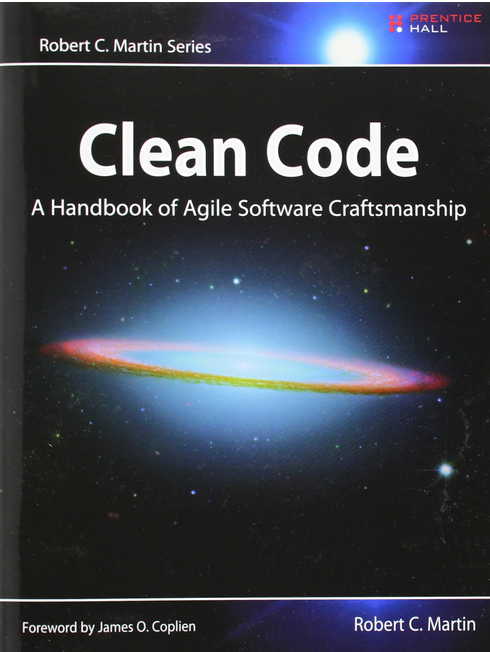 Robert C. Martin Series
PRENTICE
HALL
Clean Code
A Handbook of Agile Software Craftsmanship
Foreword by James O. Coplien
Robert C. Martin